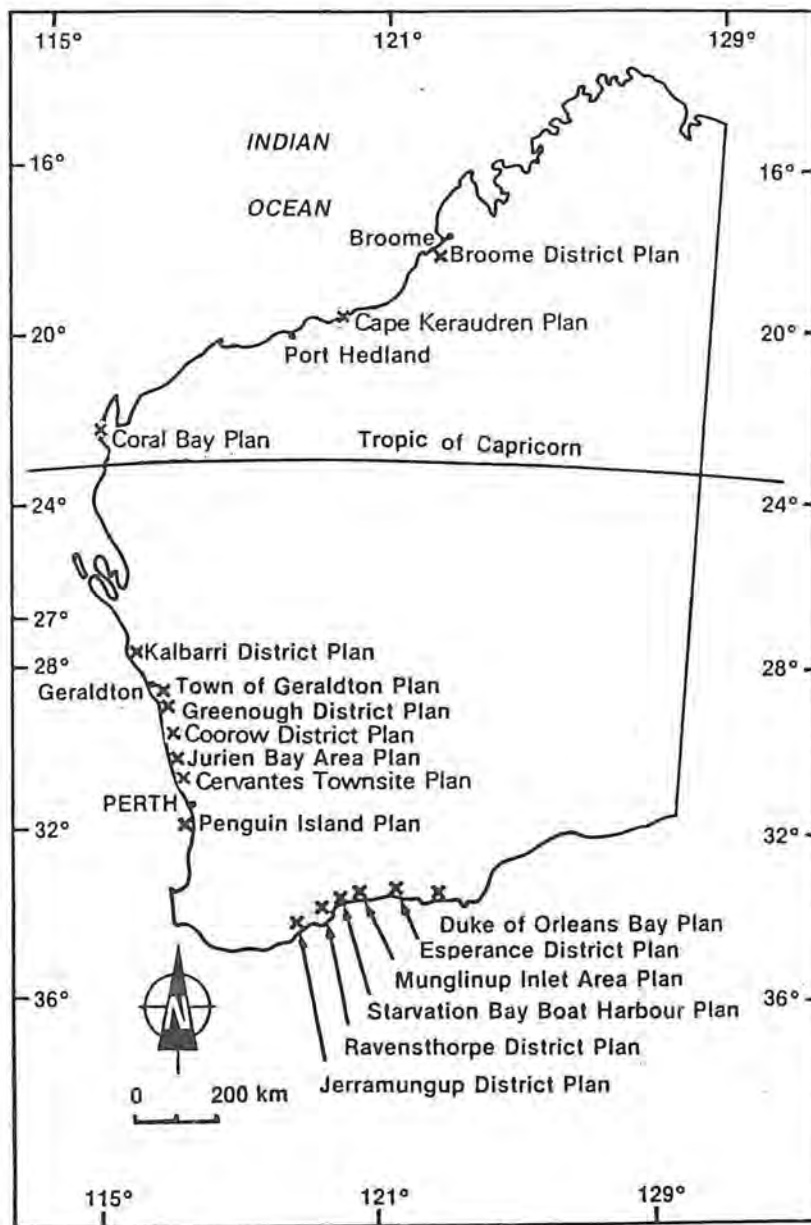 115° 121° 129°
INDIAN
16° 16°
OCEAN
Broome
Broome District Plan
Cape Keraudren Plan
20° 20°
Port Hedland
Coral Bay Plan
Tropic of Capricorn
24° 24°
27°
Kalbarri District Plan
28° 28°
Geraldton
Town of Geraldton Plan
Greenough District Plan
Coorow District Plan
Jurien Bay Area Plan
Cervantes Townsite Plan
PERTH
Penguin Island Plan
32° 32°
Duke of Orleans Bay Plan
Esperance District Plan
Munglinup Inlet Area Plan
36° 36°
Starvation Bay Boat Harbour Plan
N
Ravensthorpe District Plan
Jerramungup District Plan
0 200 km
115° 121° 129°